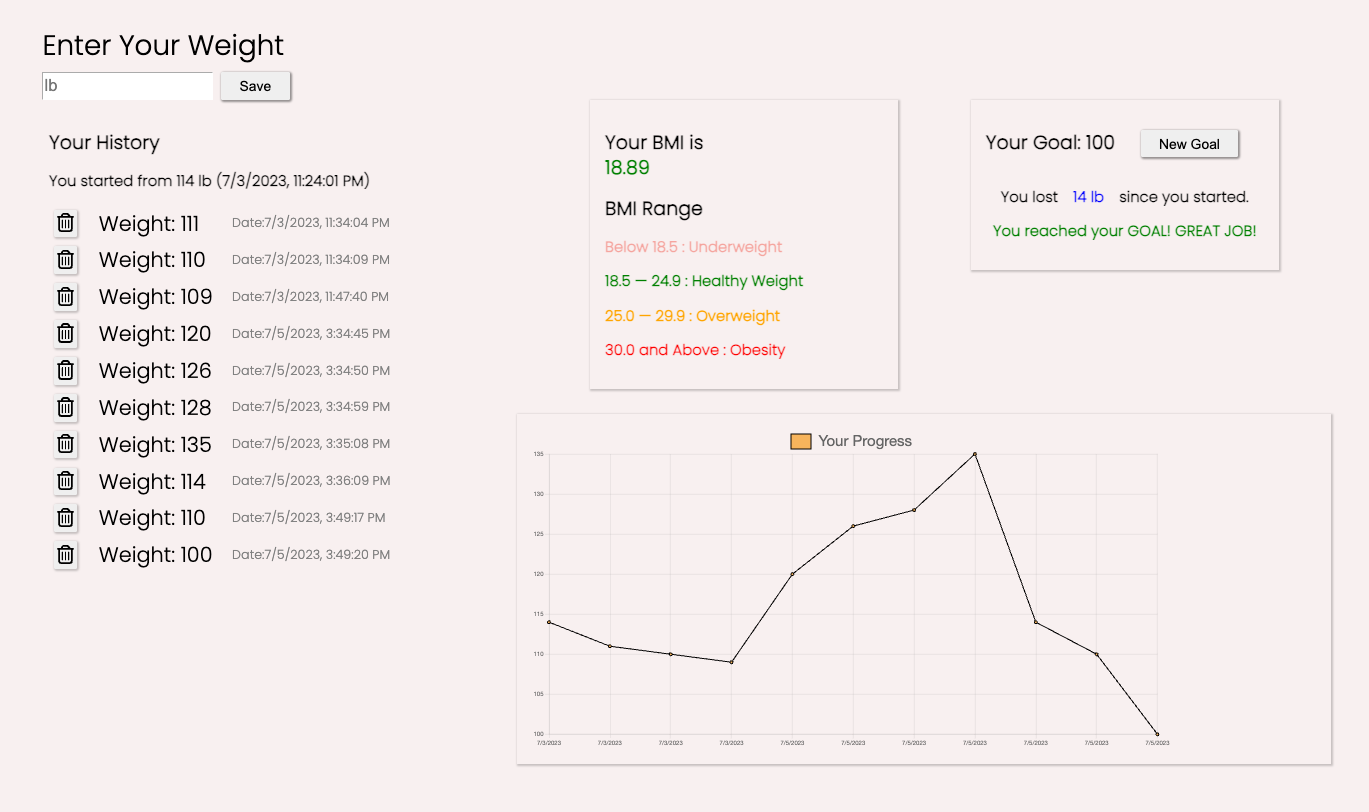 Enter Your Weight
lb
Save
Your History
You started from 114 lb (7/3/2023, 11:24:01 PM)
Weight: 111 Date:7/3/2023, 11:34:04 PM
Weight: 110 Date:7/3/2023, 11:34:09 PM
Weight: 109 Date:7/3/2023, 11:47:40 PM
Weight: 120 Date:7/5/2023, 3:34:45 PM
Weight: 126 Date:7/5/2023, 3:34:50 PM
Weight: 128 Date:7/5/2023, 3:34:59 PM
Weight: 135 Date:7/5/2023, 3:35:08 PM
Weight: 114 Date:7/5/2023, 3:36:09 PM
Weight: 110 Date:7/5/2023, 3:49:17 PM
Weight: 100 Date:7/5/2023, 3:49:20 PM
Your BMI is
18.89
BMI Range
Below 18.5 : Underweight
18.5 — 24.9 : Healthy Weight
25.0 — 29.9 : Overweight
30.0 and Above : Obesity
Your Goal: 100
New Goal
You lost 14 lb since you started.
You reached your GOAL! GREAT JOB!
Your Progress
135
130
125
120
115
110
105
100
7/3/2023 7/3/2023 7/3/2023 7/3/2023 7/5/2023 7/5/2023 7/5/2023 7/5/2023 7/5/2023 7/5/2023 7/5/2023